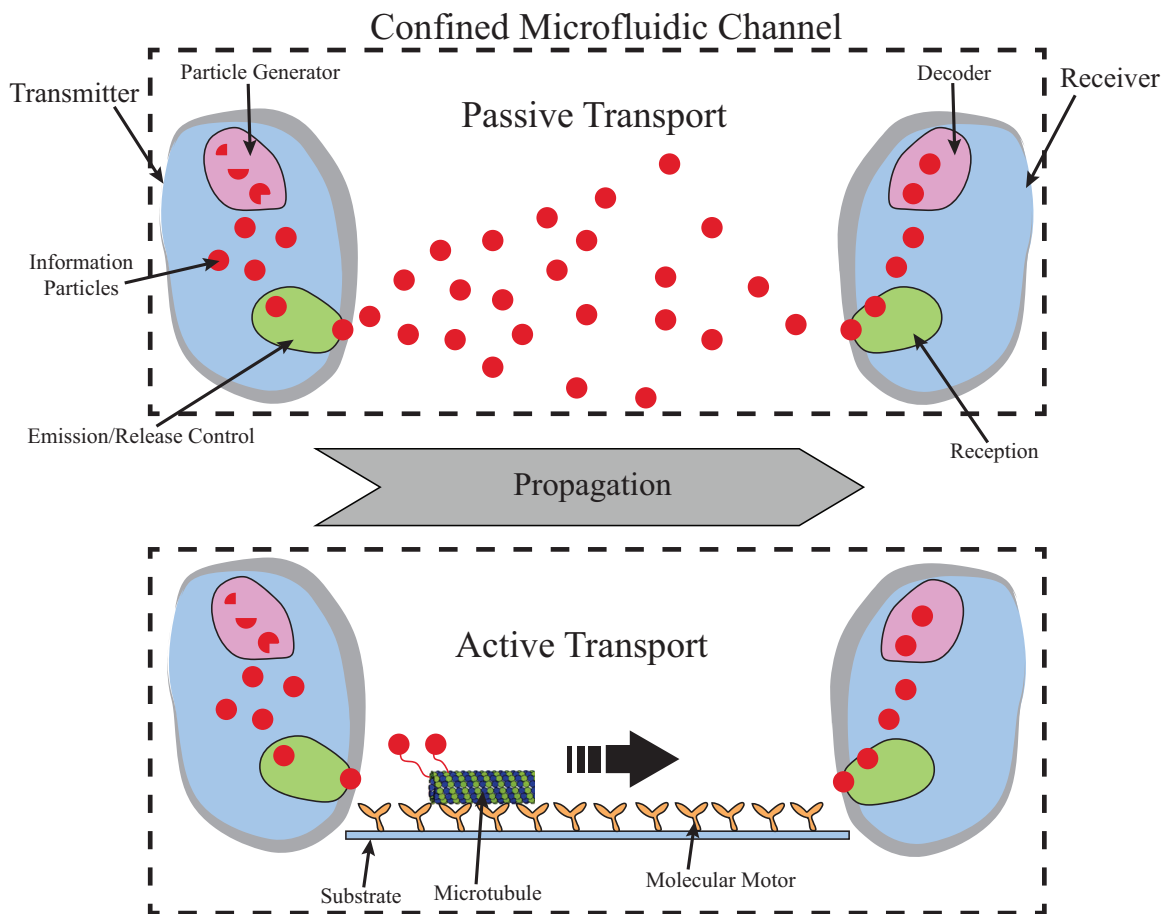 Confined Microfluidic Channel
Particle Generator
Decoder
Transmitter
Receiver
Passive Transport
Information
Particles
Emission/Release Control
Reception
Propagation
Active Transport
Substrate
Microtubule
Molecular Motor